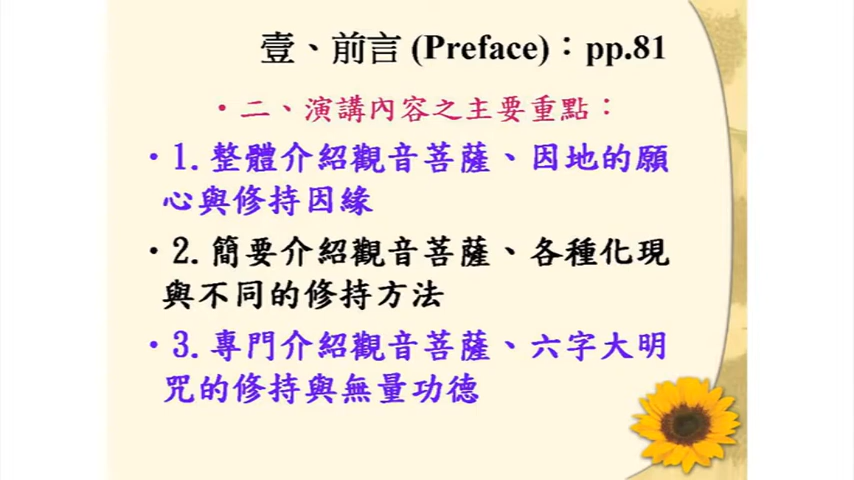 壹、前言 (Preface)：pp.81
•二、演講內容之主要重點：
•1.整體介紹觀音菩薩、因地的願
心與修持因緣
•2.簡要介紹觀音菩薩、各種化現
與不同的修持方法
•3.專門介紹觀音菩薩、六字大明
咒的修持與無量功德